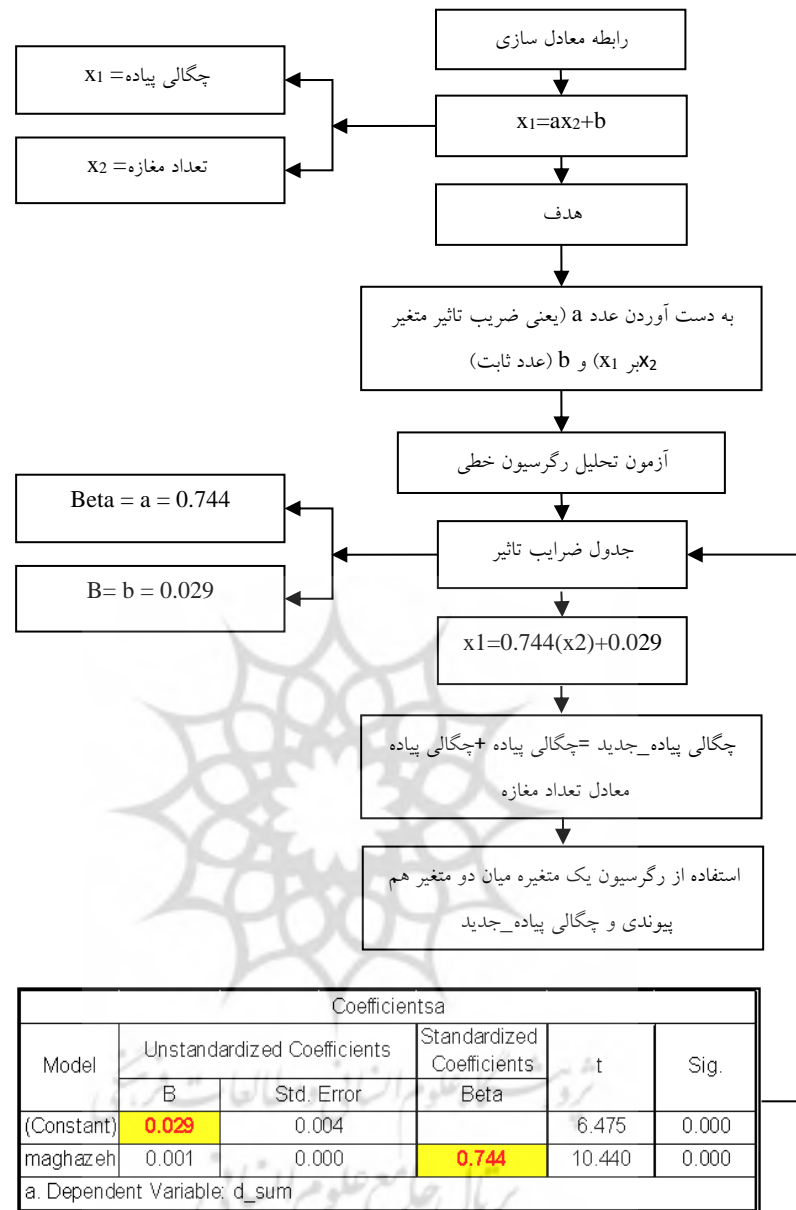 رابطه معادل سازی
x1=ax2+b
چگالی پیاده= x1
تعداد مغازه= x2
هدف
به دست آوردن عدد a (یعنی ضریب تاثیر متغیر
x2بر x1) و b (عدد ثابت)
آزمون تحلیل رگرسیون خطی
جدول ضرایب تاثیر
Beta = a = 0.744
B= b = 0.029
x1=0.744(x2)+0.029
چگالی پیاده_جدید =چگالی پیاده +چگالی پیاده
معادل تعداد مغازه
استفاده از رگرسیون یک متغیره میان دو متغیر هم
پیوندی و چگالی پیاده_جدید
Coefficientsa
Model Unstandardized Coefficients Standardized Coefficients t Sig.
B Std. Error Beta
(Constant) 0.029 0.004 6.475 0.000
maghazeh 0.001 0.000 0.744 10.440 0.000
a. Dependent Variable: d_sum